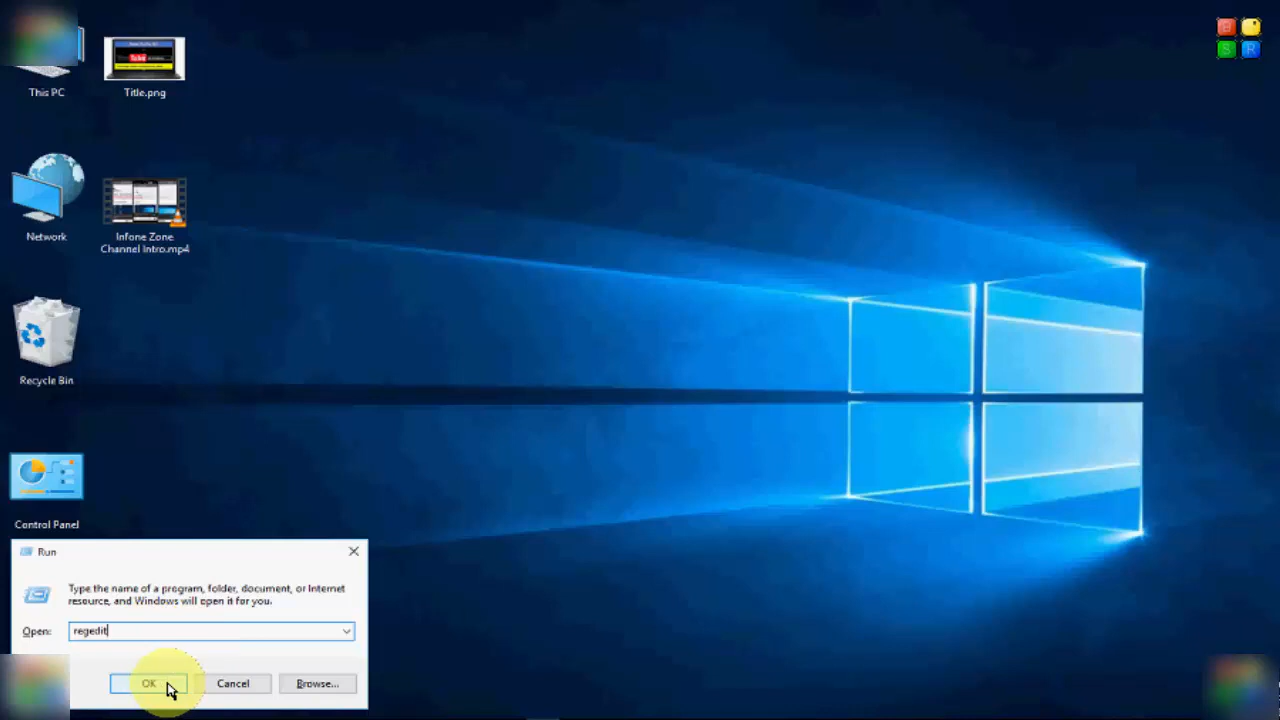 This PC
Title.png
Network
Infone Zone
Channel Intro.mp4
Recycle Bin
Control Panel
Run
Type the name of a program, folder, document, or Internet
resource, and Windows will open it for you.
Open: regedit
OK Cancel Browse...
B
S R